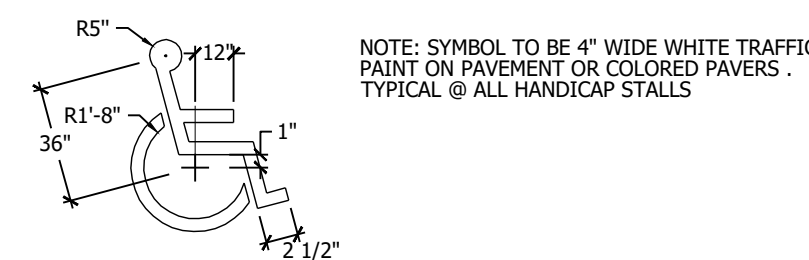 R5"
12"
NOTE: SYMBOL TO BE 4" WIDE WHITE TRAFFIC
PAINT ON PAVEMENT OR COLORED PAVERS .
TYPICAL @ ALL HANDICAP STALLS
R1'-8"
1"
36"
2 1/2"